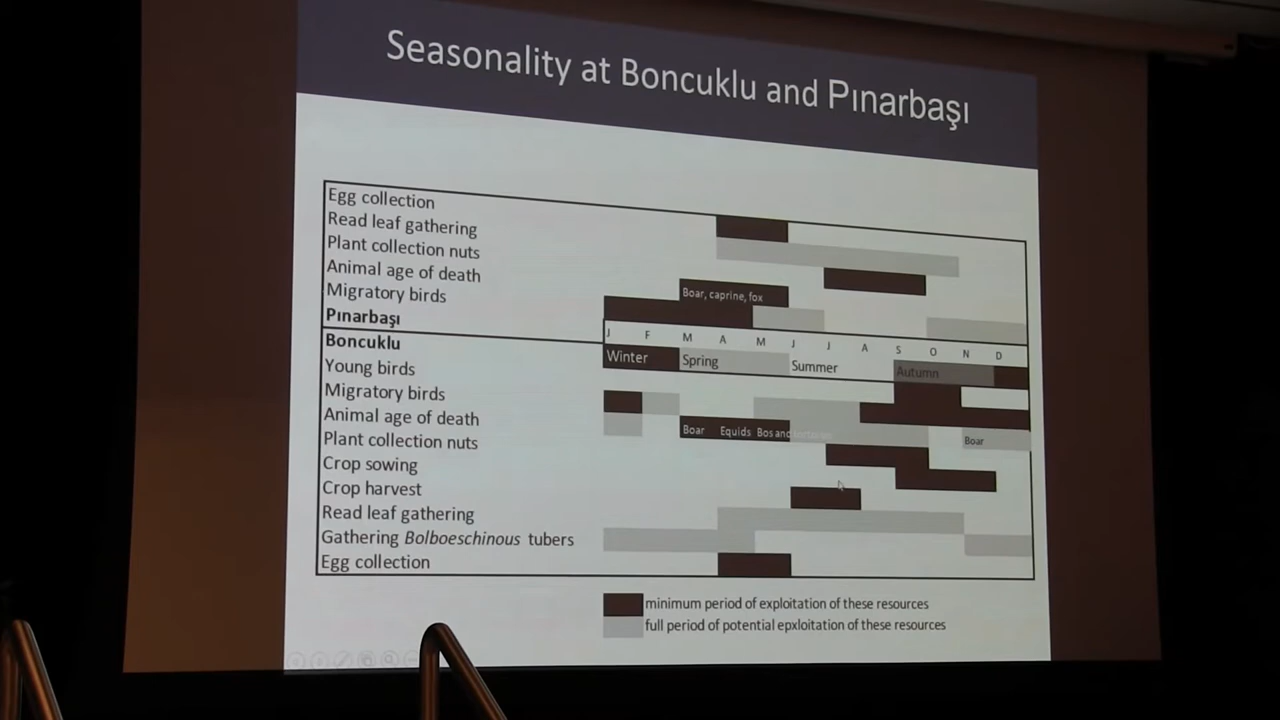 Seasonality at Boncuklu and Pınarbaşı
Egg collection
Read leaf gathering
Plant collection nuts
Animal age of death
Boar, caprine, fox
Migratory birds
Pınarbaşı
J F M A M J J A S O N D
Boncuklu
Winter Spring Summer Autumn
Young birds
Migratory birds
Animal age of death
Boar Equids Bos and
Boar
Plant collection nuts
Crop sowing
Crop harvest
Read leaf gathering
Gathering Bolboeschinous tubers
Egg collection
minimum period of exploitation of these resources
full period of potential epxloitation of these resources